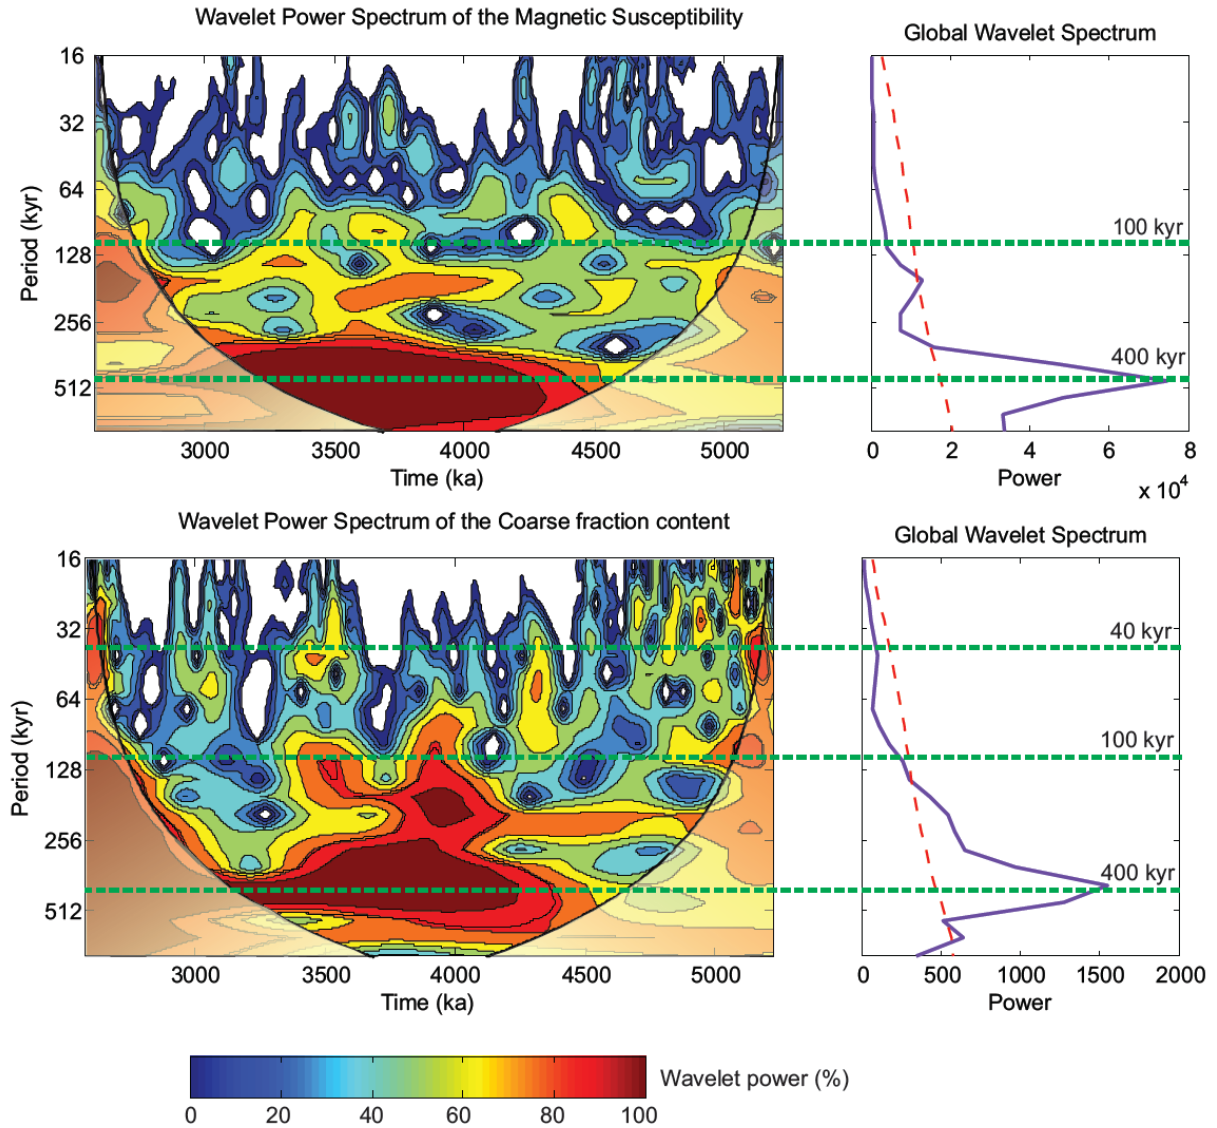 Wavelet Power Spectrum of the Magnetic Susceptibility
Global Wavelet Spectrum
16
32
64
128
256
512
Period (kyr)
3000 3500 4000 4500 5000
Time (ka)
100 kyr
400 kyr
0 2 4 6 80
Power
x 10⁴
Wavelet Power Spectrum of the Coarse fraction content
Global Wavelet Spectrum
16
32
64
128
256
512
Period (kyr)
3000 3500 4000 4500 5000
Time (ka)
40 kyr
100 kyr
400 kyr
0 500 1000 1500 2000
Power
Wavelet power (%)
0 20 40 60 80 100